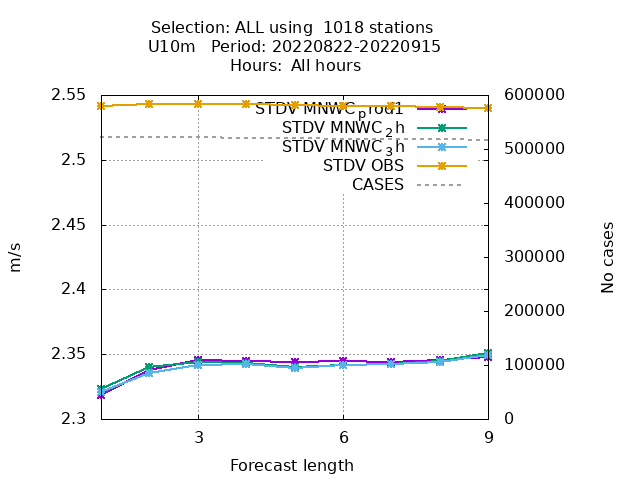 Selection: ALL using  1018 stations
U10m   Period: 20220822-20220915
Hours:  All hours
2.55
2.5
2.45
2.4
2.35
2.3
600000
500000
400000
300000
200000
100000
0
STDV MNWCprod1
STDV MNWC2h
STDV MNWC3h
STDV OBS
CASES
m/s
No cases
3
6
9
Forecast length